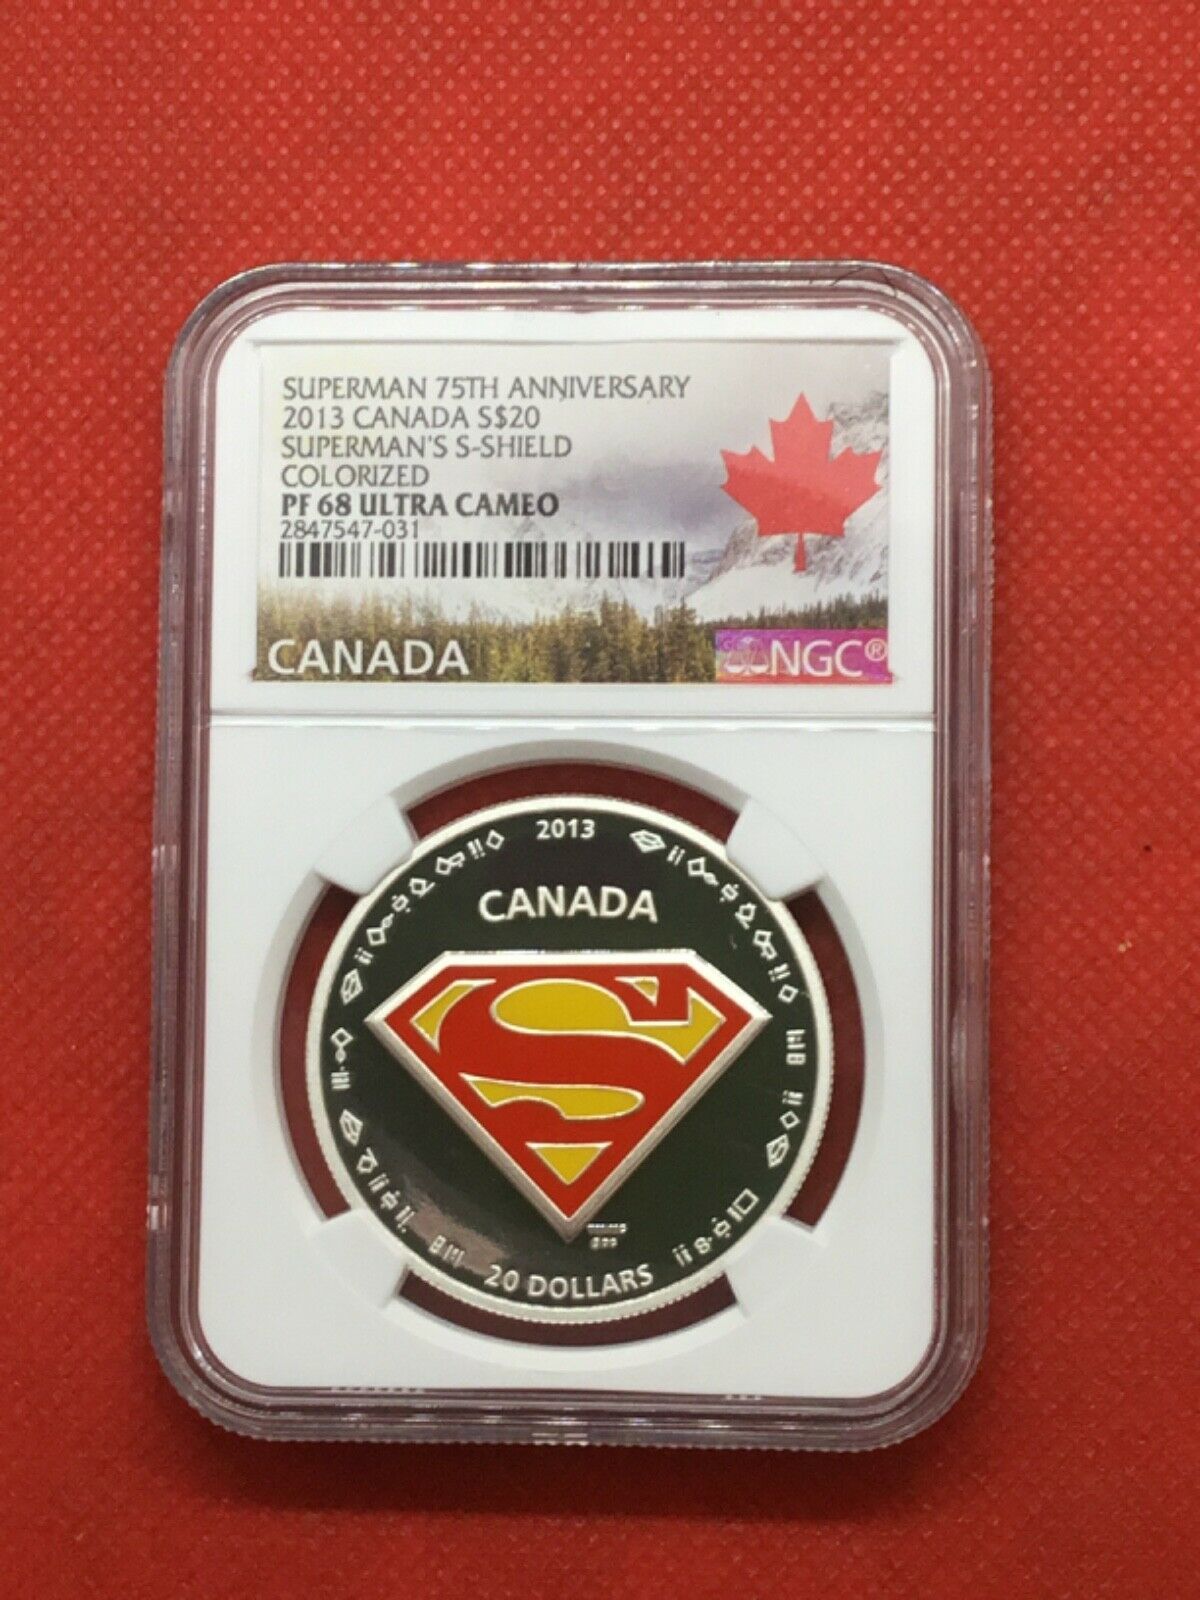 SUPERMAN 75TH ANNIVERSARY
2013 CANADA S$20
SUPERMAN'S S-SHIELD
COLORIZED
PF 68 ULTRA CAMEO
2847547-031
CANADA
NGC®
2013
CANADA
S
20 DOLLARS